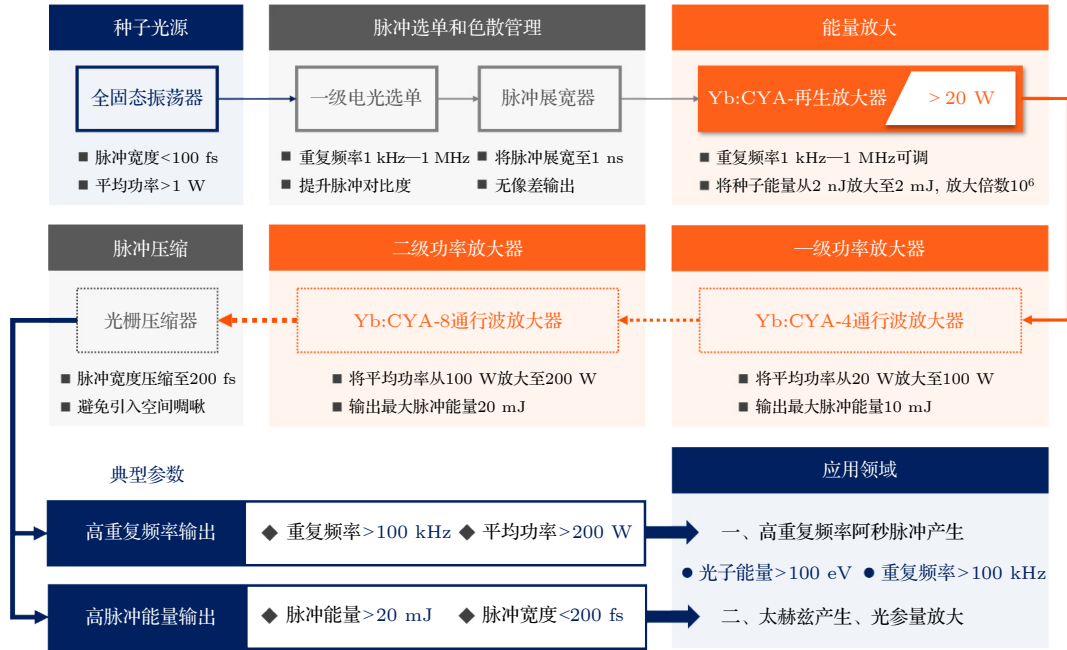 种子光源
全固态振荡器
■ 脉冲宽度<100 fs
■ 平均功率>1 W
脉冲选单和色散管理
一级电光选单
脉冲展宽器
■ 重复频率1 kHz—1 MHz
■ 提升脉冲对比度
■ 将脉冲展宽至1 ns
■ 无像差输出
能量放大
Yb:CYA-再生放大器
> 20 W
■ 重复频率1 kHz—1 MHz可调
■ 将种子能量从2 nJ放大至2 mJ, 放大倍数10⁶
脉冲压缩
光栅压缩器
■ 脉冲宽度压缩至200 fs
■ 避免引入空间啁啾
二级功率放大器
Yb:CYA-8通行波放大器
■ 将平均功率从100 W放大至200 W
■ 输出最大脉冲能量20 mJ
一级功率放大器
Yb:CYA-4通行波放大器
■ 将平均功率从20 W放大至100 W
■ 输出最大脉冲能量10 mJ
典型参数
高重复频率输出
◆ 重复频率>100 kHz ◆ 平均功率>200 W
高脉冲能量输出
◆ 脉冲能量>20 mJ ◆ 脉冲宽度<200 fs
应用领域
一、高重复频率阿秒脉冲产生
● 光子能量>100 eV ● 重复频率>100 kHz
二、太赫兹产生、光参量放大